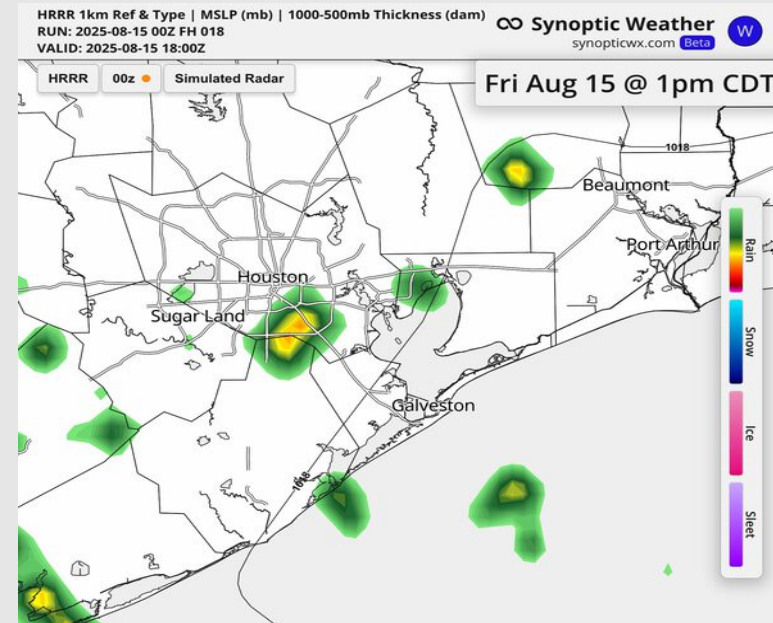 HRRR 1km Ref & Type | MSLP (mb) | 1000-500mb Thickness (dam)
RUN: 2025-08-15 00Z FH 018
VALID: 2025-08-15 18:00Z
Synoptic Weather
synopticwx.com Beta
W
HRRR
00z
Simulated Radar
Fri Aug 15 @ 1pm CDT
1018
Beaumont
Port Arthur
Houston
Sugar Land
Galveston
1018
Rain
Snow
Ice
Sleet